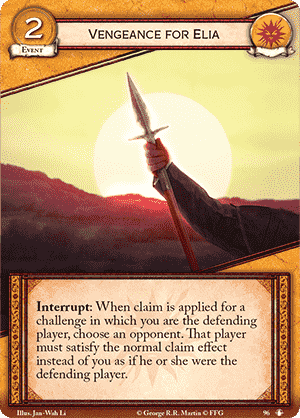 2
EVENT
VENGEANCE FOR ELIA
Interrupt: When claim is applied for a
challenge in which you are the defending
player, choose an opponent. That player
must satisfy the normal claim effect
instead of you as if he or she were the
defending player.
Illus. Jan-Wah Li
© George R.R. Martin © FFG
96